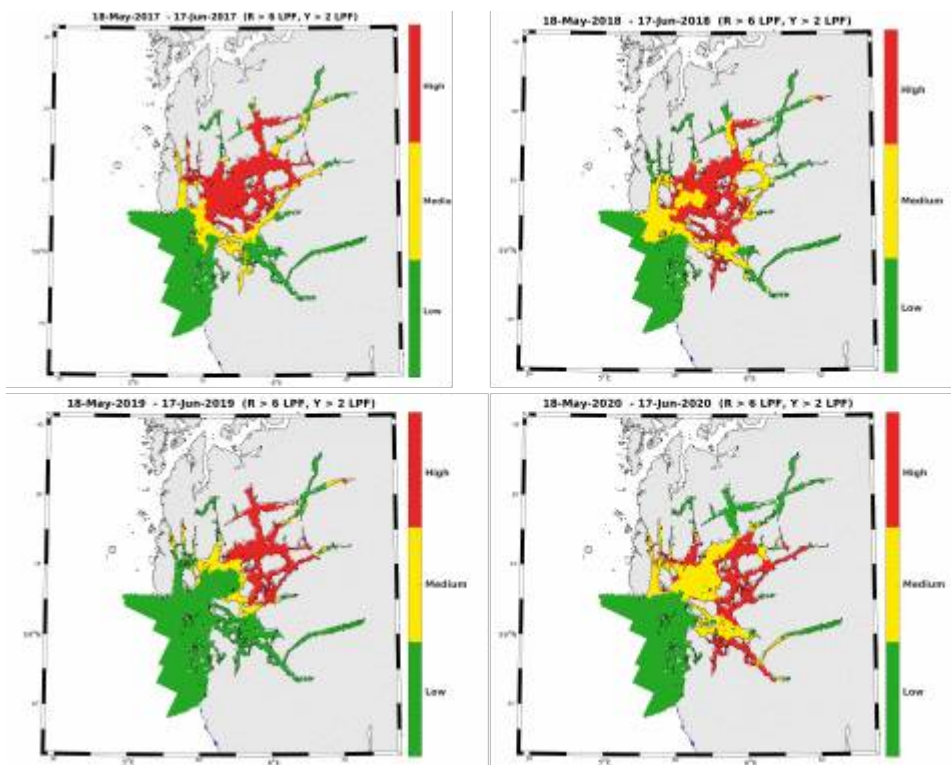 18-May-2017 - 17-Jun-2017 (R > 6 LPF, Y > 2 LPF)
High
Mediu
Low
18-May-2018 - 17-Jun-2018 (R > 6 LPF, Y > 2 LPF)
High
Medium
Low
18-May-2019 - 17-Jun-2019 (R > 6 LPF, Y > 2 LPF)
High
Medium
Low
18-May-2020 - 17-Jun-2020 (R > 6 LPF, Y > 2 LPF)
High
Medium
Low